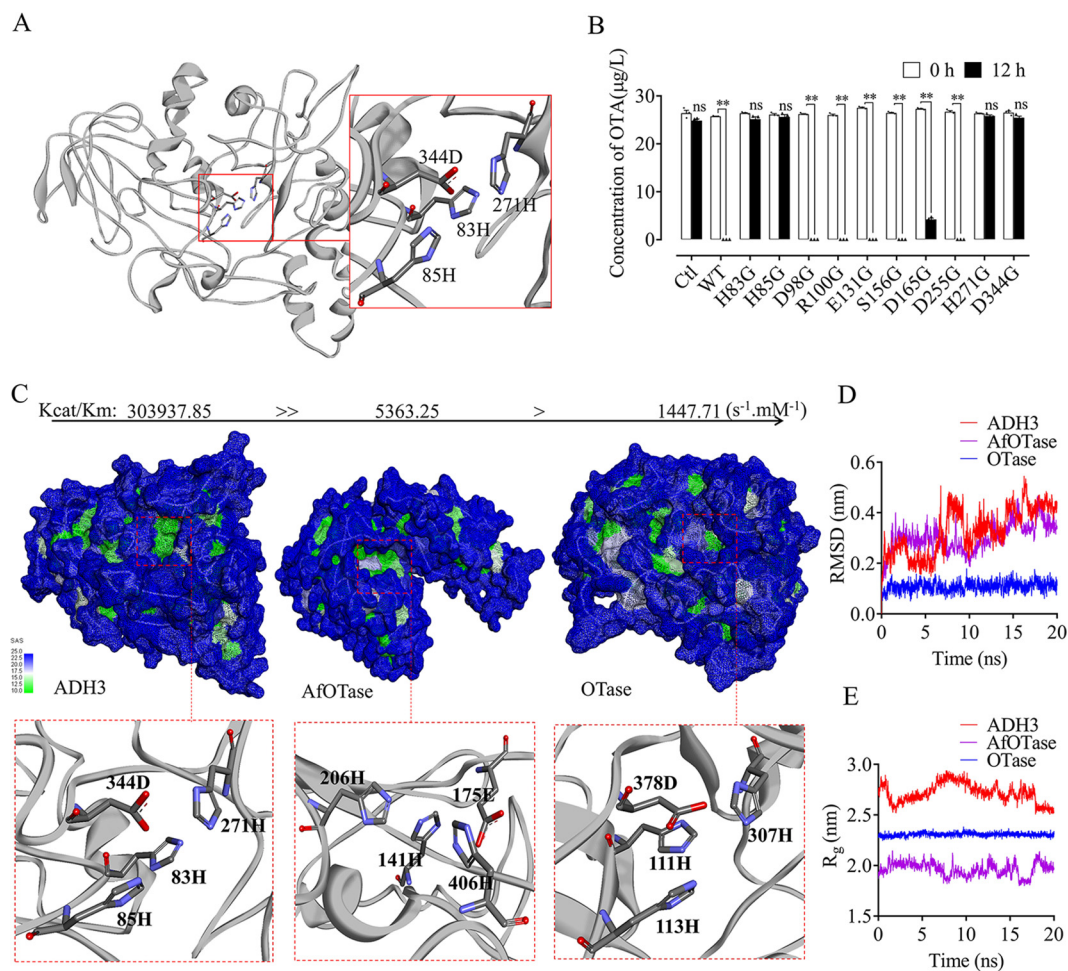 A
344D
271H
83H
85H
B
0 h
12 h
Concentration of OTA(μg/L)
30
20
10
0
ns
**
ns
ns
**
**
**
**
**
**
ns
ns
Ctl
WT
H83G
H85G
D98G
R100G
E131G
S156G
D165G
D255G
H271G
D344G
C
Kcat/Km: 303937.85 >> 5363.25 > 1447.71 (s⁻¹.mM⁻¹)
SAS
25.0
22.5
20.0
17.5
15.0
12.5
10.0
ADH3
AfOTase
OTase
344D
271H
83H
85H
206H
175E
141H
406H
378D
307H
111H
113H
D
ADH3
AfOTase
OTase
RMSD (nm)
0.6
0.4
0.2
0.0
0
5
10
15
20
Time (ns)
E
ADH3
AfOTase
OTase
Rg (nm)
3.0
2.5
2.0
1.5
0
5
10
15
20
Time (ns)